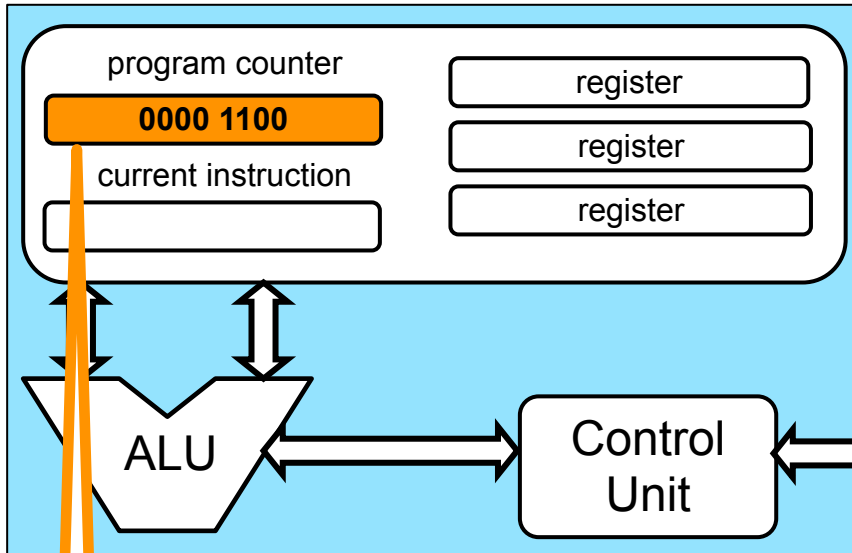 program counter
0000 1100
current instruction
register
register
register
ALU
Control
Unit